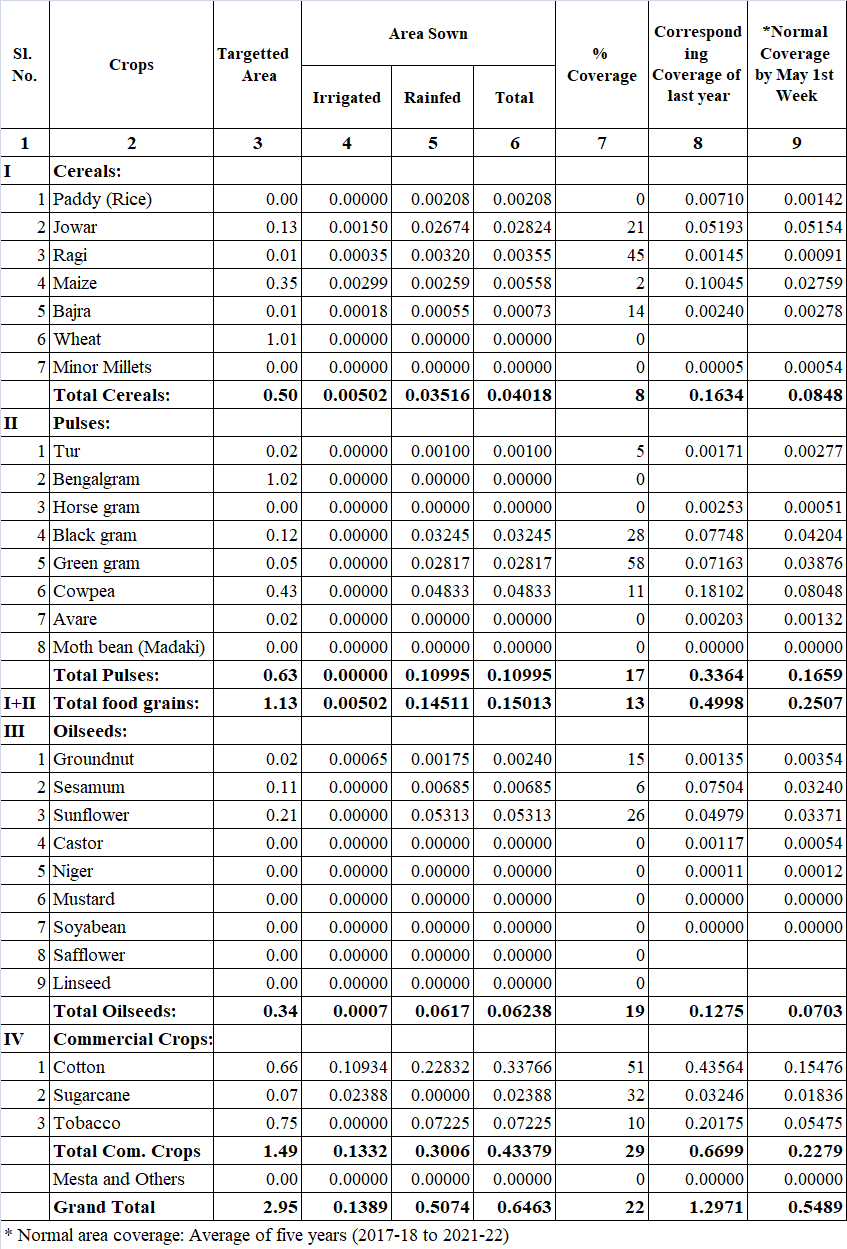 Sl. No. Crops Targetted Area Area Sown % Coverage Correspond ing Coverage of last year *Normal Coverage by May 1st Week
Irrigated Rainfed Total
1 2 3 4 5 6 7 8 9
I Cereals:
1 Paddy (Rice) 0.00 0.00000 0.00208 0.00208 0 0.00710 0.00142
2 Jowar 0.13 0.00150 0.02674 0.02824 21 0.05193 0.05154
3 Ragi 0.01 0.00035 0.00320 0.00355 45 0.00145 0.00091
4 Maize 0.35 0.00299 0.00259 0.00558 2 0.10045 0.02759
5 Bajra 0.01 0.00018 0.00055 0.00073 14 0.00240 0.00278
6 Wheat 1.01 0.00000 0.00000 0.00000 0
7 Minor Millets 0.00 0.00000 0.00000 0.00000 0 0.00005 0.00054
Total Cereals: 0.50 0.00502 0.03516 0.04018 8 0.1634 0.0848
II Pulses:
1 Tur 0.02 0.00000 0.00100 0.00100 5 0.00171 0.00277
2 Bengalgram 1.02 0.00000 0.00000 0.00000 0
3 Horse gram 0.00 0.00000 0.00000 0.00000 0 0.00253 0.00051
4 Black gram 0.12 0.00000 0.03245 0.03245 28 0.07748 0.04204
5 Green gram 0.05 0.00000 0.02817 0.02817 58 0.07163 0.03876
6 Cowpea 0.43 0.00000 0.04833 0.04833 11 0.18102 0.08048
7 Avare 0.02 0.00000 0.00000 0.00000 0 0.00203 0.00132
8 Moth bean (Madaki) 0.00 0.00000 0.00000 0.00000 0 0.00000 0.00000
Total Pulses: 0.63 0.00000 0.10995 0.10995 17 0.3364 0.1659
I+II Total food grains: 1.13 0.00502 0.14511 0.15013 13 0.4998 0.2507
III Oilseeds:
1 Groundnut 0.02 0.00065 0.00175 0.00240 15 0.00135 0.00354
2 Sesamum 0.11 0.00000 0.00685 0.00685 6 0.07504 0.03240
3 Sunflower 0.21 0.00000 0.05313 0.05313 26 0.04979 0.03371
4 Castor 0.00 0.00000 0.00000 0.00000 0 0.00117 0.00054
5 Niger 0.00 0.00000 0.00000 0.00000 0 0.00011 0.00012
6 Mustard 0.00 0.00000 0.00000 0.00000 0 0.00000 0.00000
7 Soyabean 0.00 0.00000 0.00000 0.00000 0 0.00000 0.00000
8 Safflower 0.00 0.00000 0.00000 0.00000 0
9 Linseed 0.00 0.00000 0.00000 0.00000 0
Total Oilseeds: 0.34 0.0007 0.0617 0.06238 19 0.1275 0.0703
IV Commercial Crops:
1 Cotton 0.66 0.10934 0.22832 0.33766 51 0.43564 0.15476
2 Sugarcane 0.07 0.02388 0.00000 0.02388 32 0.03246 0.01836
3 Tobacco 0.75 0.00000 0.07225 0.07225 10 0.20175 0.05475
Total Com. Crops 1.49 0.1332 0.3006 0.43379 29 0.6699 0.2279
Mesta and Others 0.00 0.00000 0.00000 0.00000 0 0.00000 0.00000
Grand Total 2.95 0.1389 0.5074 0.6463 22 1.2971 0.5489
* Normal area coverage: Average of five years (2017-18 to 2021-22)